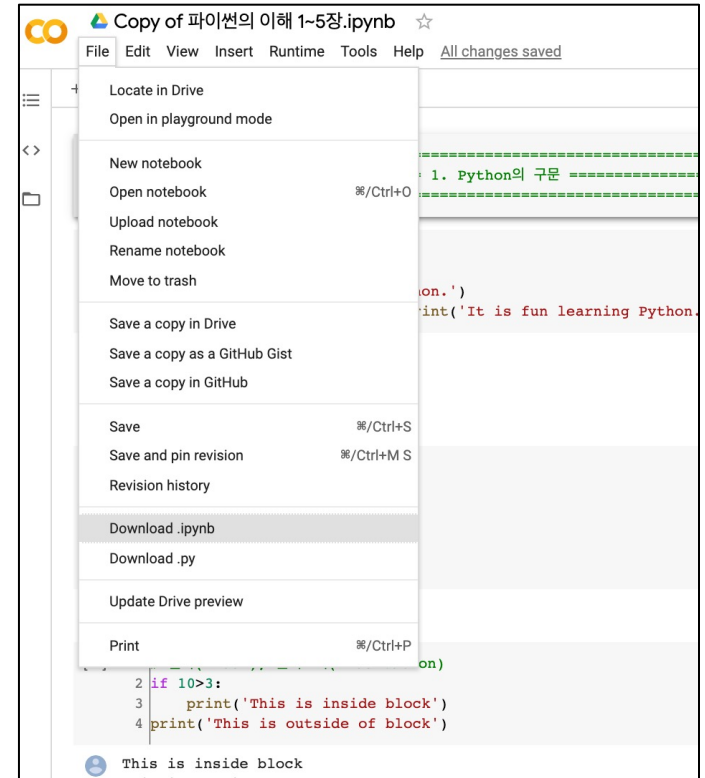 Copy of 파이썬의 이해 1~5장.ipynb
File Edit View Insert Runtime Tools Help All changes saved
Locate in Drive
Open in playground mode
New notebook
Open notebook ⌘/Ctrl+O
Upload notebook
Rename notebook
Move to trash
Save a copy in Drive
Save a copy as a GitHub Gist
Save a copy in GitHub
Save ⌘/Ctrl+S
Save and pin revision ⌘/Ctrl+M S
Revision history
Download .ipynb
Download .py
Update Drive preview
Print ⌘/Ctrl+P
==================================
1. Python의 구문 ===============
==================================
on.')
int('It is fun learning Python.
on)
2 if 10>3:
3 print('This is inside block')
4 print('This is outside of block')
This is inside block